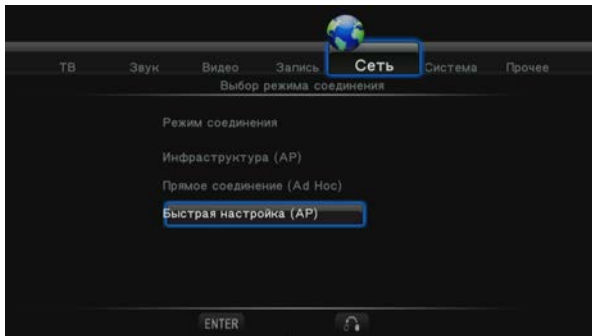 ТВ Звук Видео Запись Сеть Система Прочее
Выбор режима соединения
Режим соединения
Инфраструктура (AP)
Прямое соединение (Ad Hoc)
Быстрая настройка (AP)
ENTER